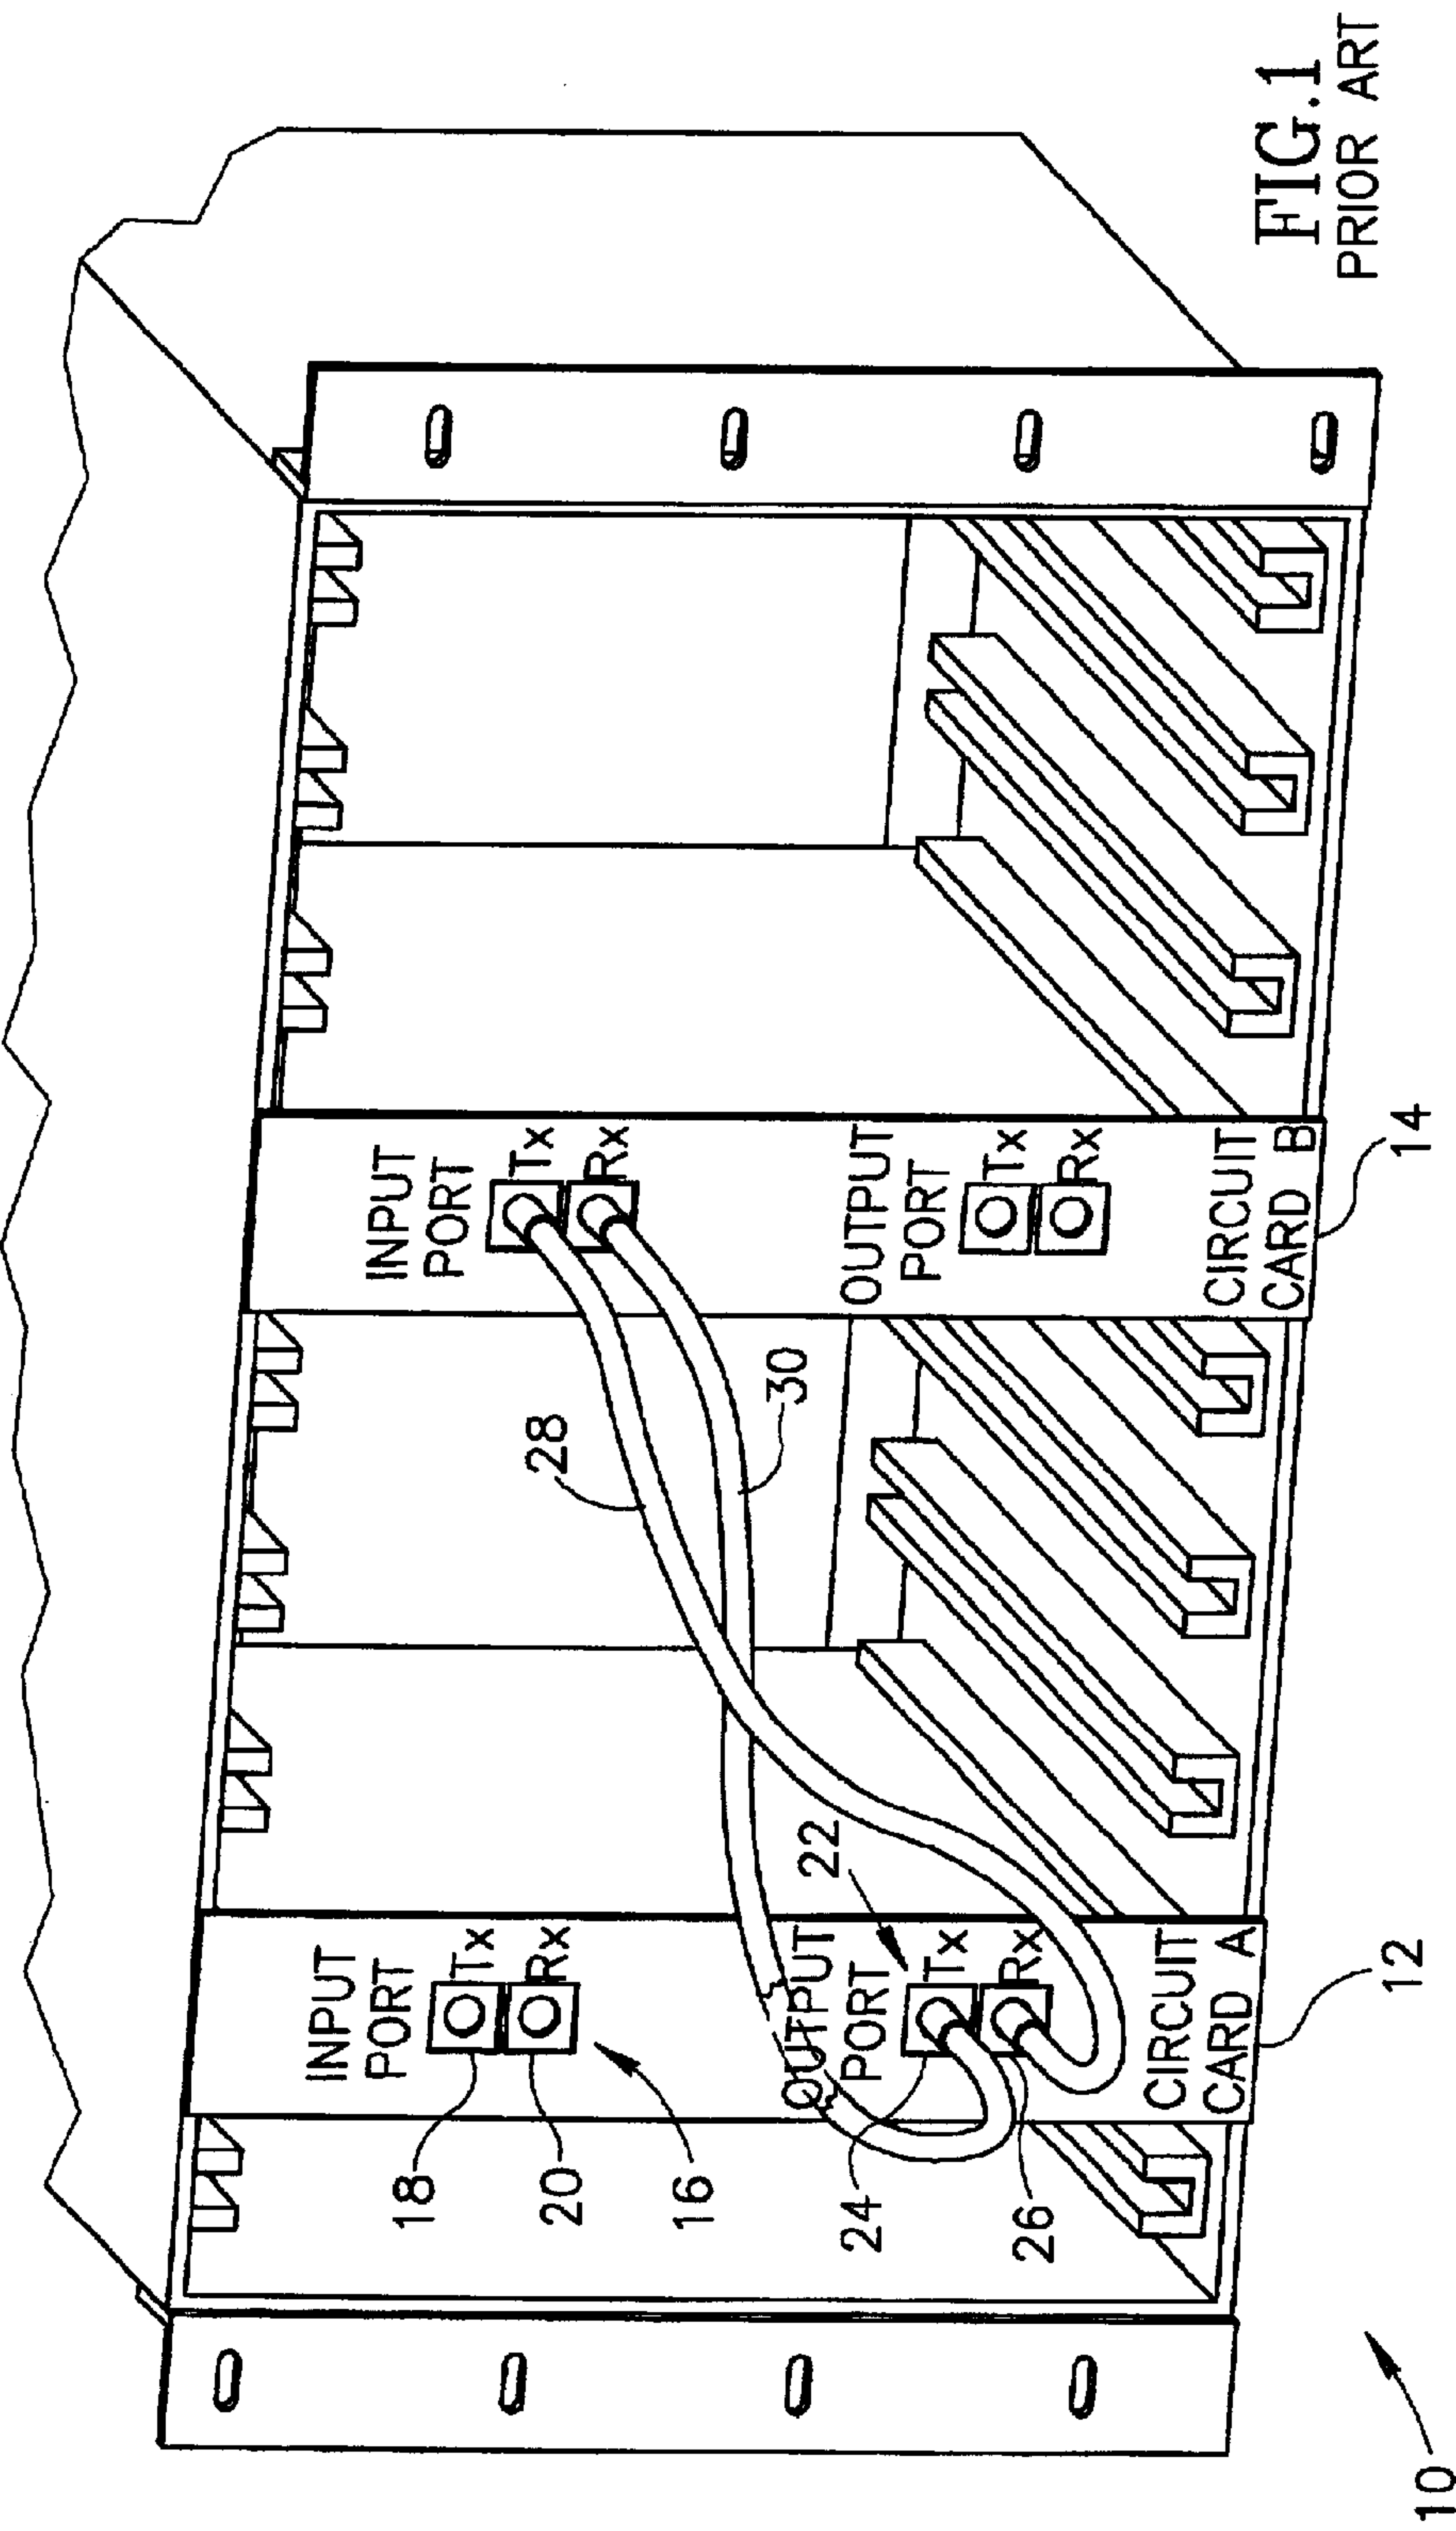 INPUT
PORT
Tx
Rx
18
20
16
OUTPUT
PORT
Tx
Rx
22
24
26
CIRCUIT
CARD A
12
28
30
INPUT
PORT
Tx
Rx
OUTPUT
PORT
Tx
Rx
CIRCUIT
CARD B
14
10
FIG.1
PRIOR ART